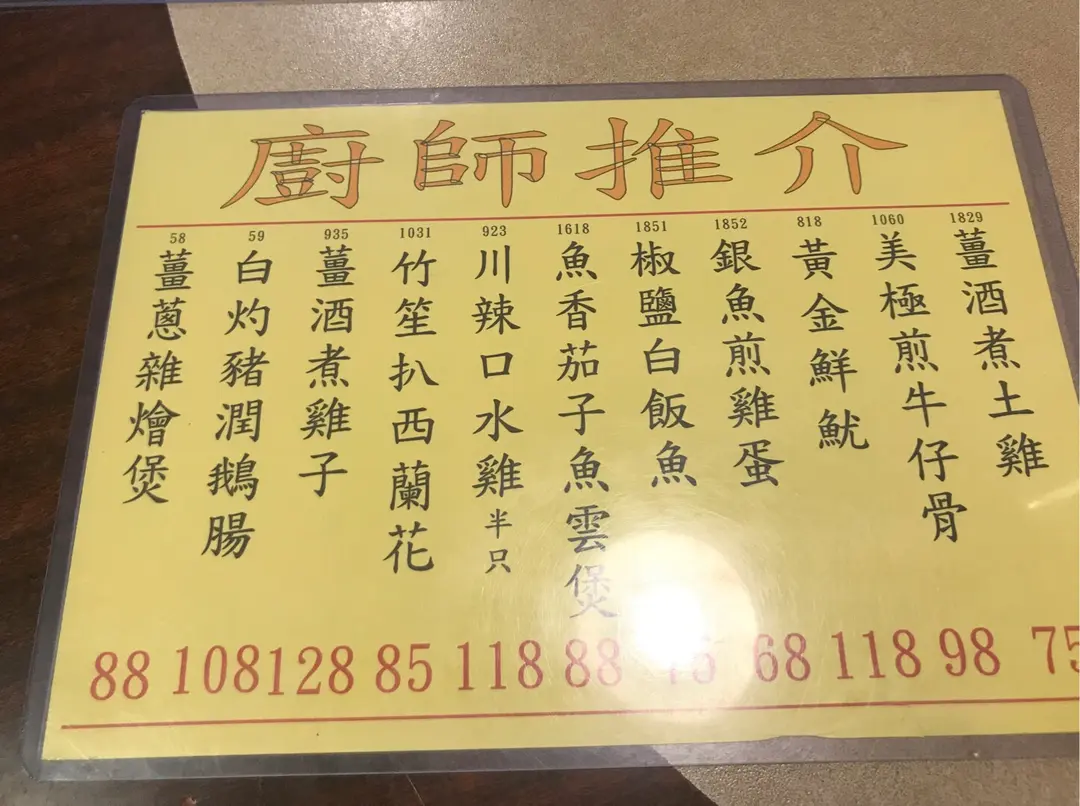 廚師推介
58
薑蔥雜燴煲
88
59
白灼豬潤鵝腸
108
935
薑酒煮雞子
128
1031
竹笙扒西蘭花
85
923
川辣口水雞半只
118
1618
魚香茄子魚雲煲
88
1851
椒鹽白飯魚
1852
銀魚煎雞蛋
68
818
黃金鮮魷
118
1060
美極煎牛仔骨
98
1829
薑酒煮土雞
75